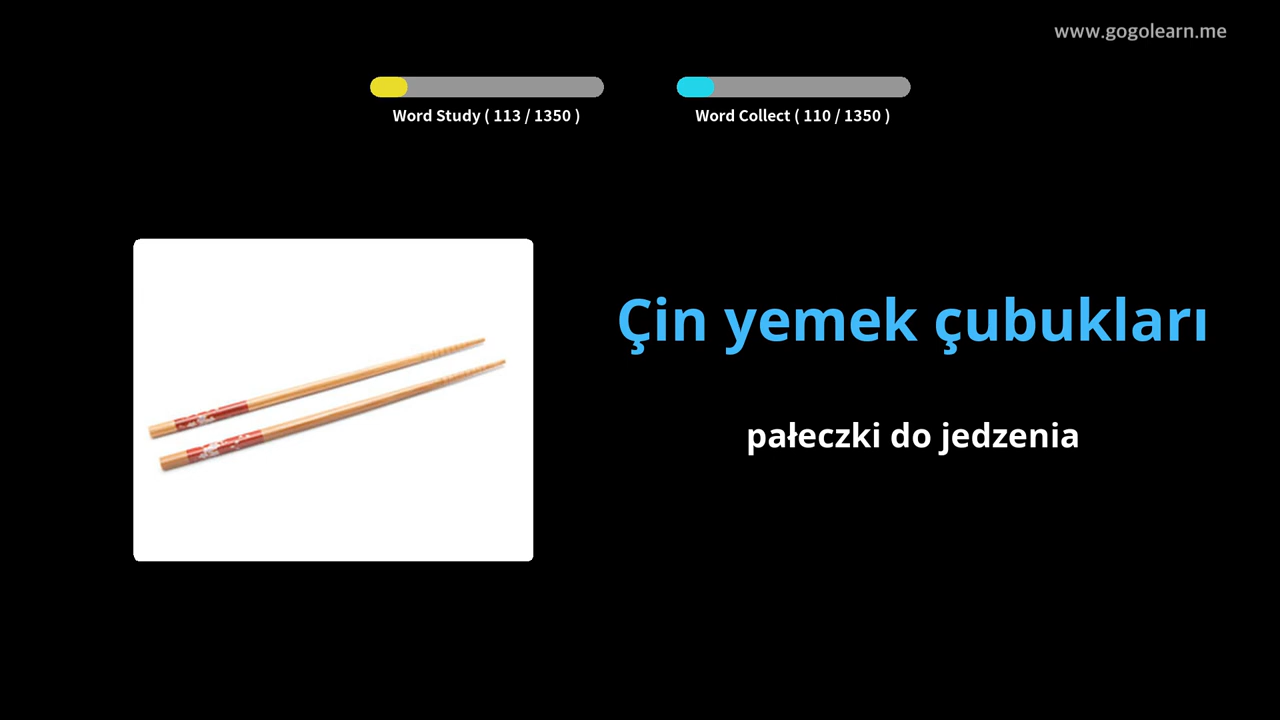 www.gogolearn.me
Word Study ( 113 / 1350 )
Word Collect ( 110 / 1350 )
Çin yemek çubukları
pałeczki do jedzenia